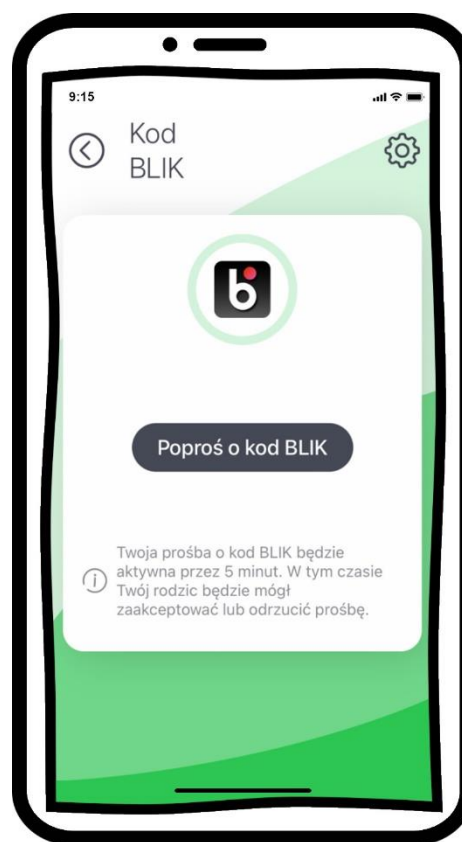 9:15
Kod
BLIK
b
Poproś o kod BLIK
Twoja prośba o kod BLIK będzie
aktywna przez 5 minut. W tym czasie
Twój rodzic będzie mógł
zaakceptować lub odrzucić prośbę.